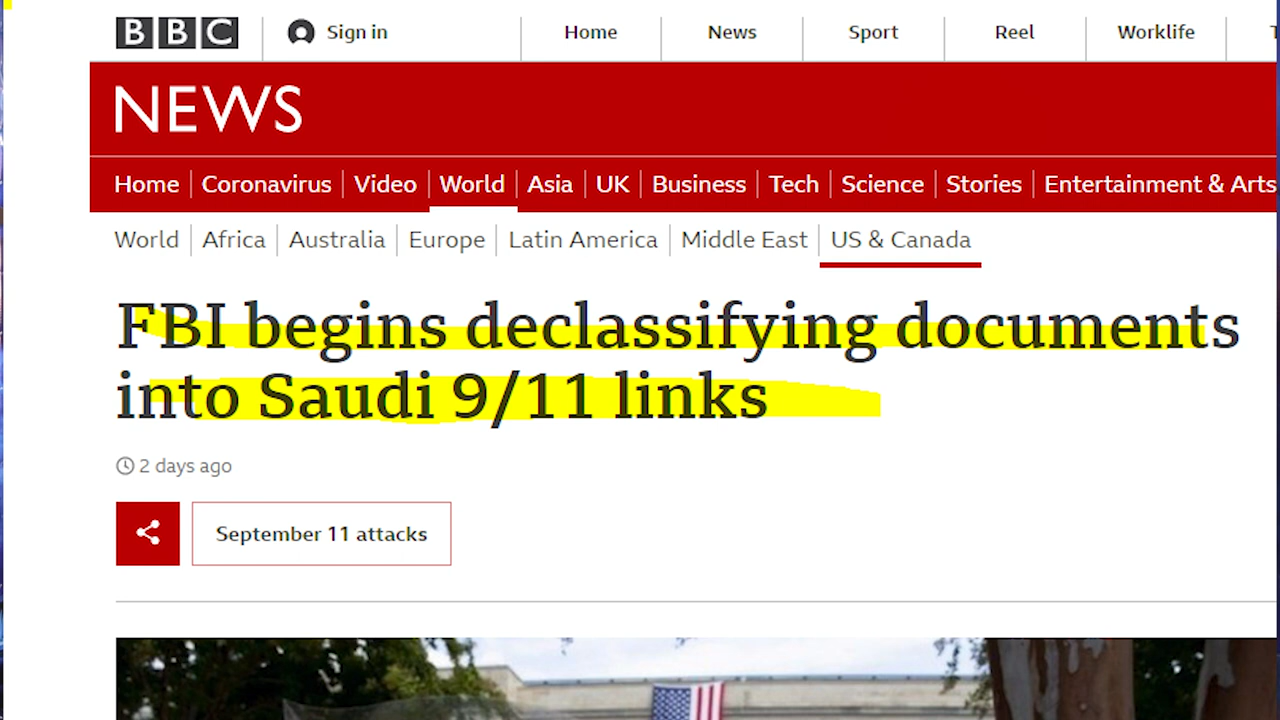 BBC Sign in Home News Sport Reel Worklife
NEWS
Home Coronavirus Video World Asia UK Business Tech Science Stories Entertainment & Arts
World Africa Australia Europe Latin America Middle East US & Canada
FBI begins declassifying documents
into Saudi 9/11 links
2 days ago
September 11 attacks